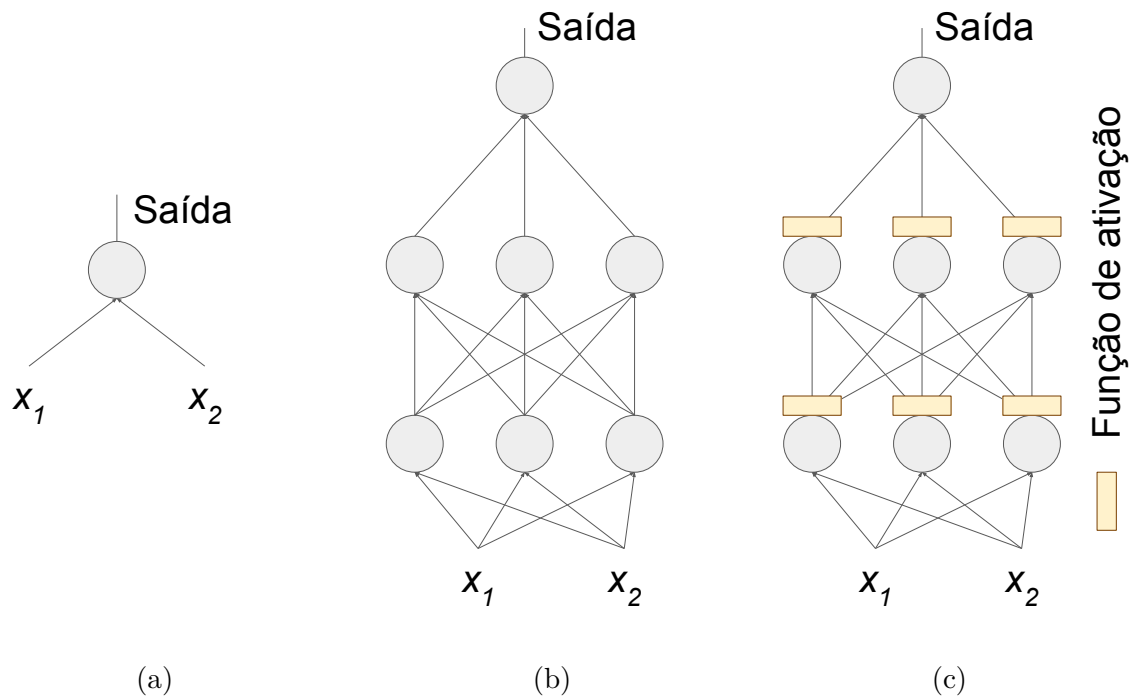 Saída
x1
x2
(a)
Saída
x1
x2
(b)
Saída
x1
x2
Função de ativação
(c)